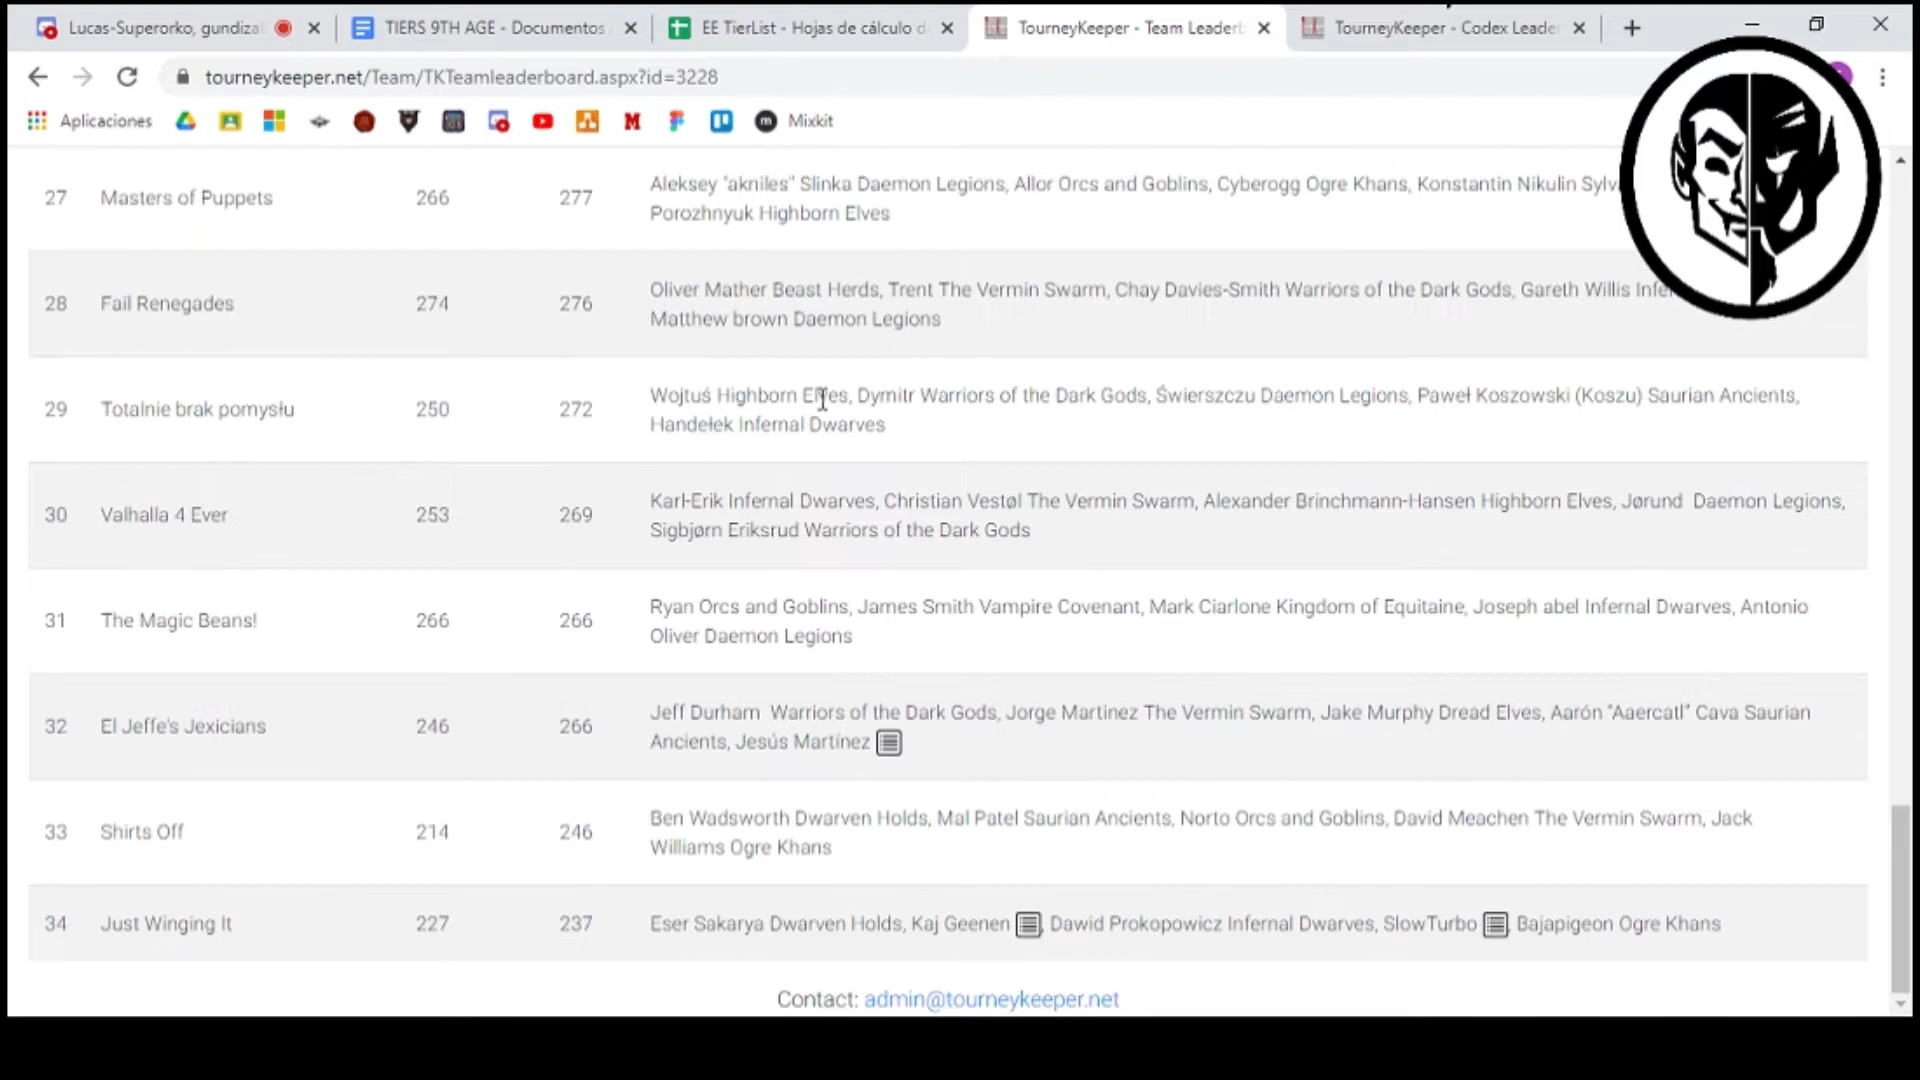 Lucas-Superorko, gundiza
TIERS 9TH AGE - Documentos
EE TierList - Hojas de cálculo d
TourneyKeeper - Team Leaderb
TourneyKeeper - Codex Leade
tourneykeeper.net/Team/TKTeamleaderboard.aspx?id=3228
Aplicaciones
Mixkit
27 Masters of Puppets 266 277 Aleksey "akniles" Slinka Daemon Legions, Allor Orcs and Goblins, Cyberogg Ogre Khans, Konstantin Nikulin Sylv
Porozhnyuk Highborn Elves
28 Fail Renegades 274 276 Oliver Mather Beast Herds, Trent The Vermin Swarm, Chay Davies-Smith Warriors of the Dark Gods, Gareth Willis Infer
Matthew brown Daemon Legions
29 Totalnie brak pomysłu 250 272 Wojtuś Highborn Elves, Dymitr Warriors of the Dark Gods, Świerszczu Daemon Legions, Paweł Koszowski (Koszu) Saurian Ancients,
Handełek Infernal Dwarves
30 Valhalla 4 Ever 253 269 Karl-Erik Infernal Dwarves, Christian Vestøl The Vermin Swarm, Alexander Brinchmann-Hansen Highborn Elves, Jørund Daemon Legions,
Sigbjørn Eriksrud Warriors of the Dark Gods
31 The Magic Beans! 266 266 Ryan Orcs and Goblins, James Smith Vampire Covenant, Mark Ciarlone Kingdom of Equitaine, Joseph abel Infernal Dwarves, Antonio
Oliver Daemon Legions
32 El Jeffe's Jexicians 246 266 Jeff Durham Warriors of the Dark Gods, Jorge Martinez The Vermin Swarm, Jake Murphy Dread Elves, Aarón "Aaercatl" Cava Saurian
Ancients, Jesús Martínez
33 Shirts Off 214 246 Ben Wadsworth Dwarven Holds, Mal Patel Saurian Ancients, Norto Orcs and Goblins, David Meachen The Vermin Swarm, Jack
Williams Ogre Khans
34 Just Winging It 227 237 Eser Sakarya Dwarven Holds, Kaj Geenen , Dawid Prokopowicz Infernal Dwarves, SlowTurbo , Bajapigeon Ogre Khans
Contact: admin@tourneykeeper.net